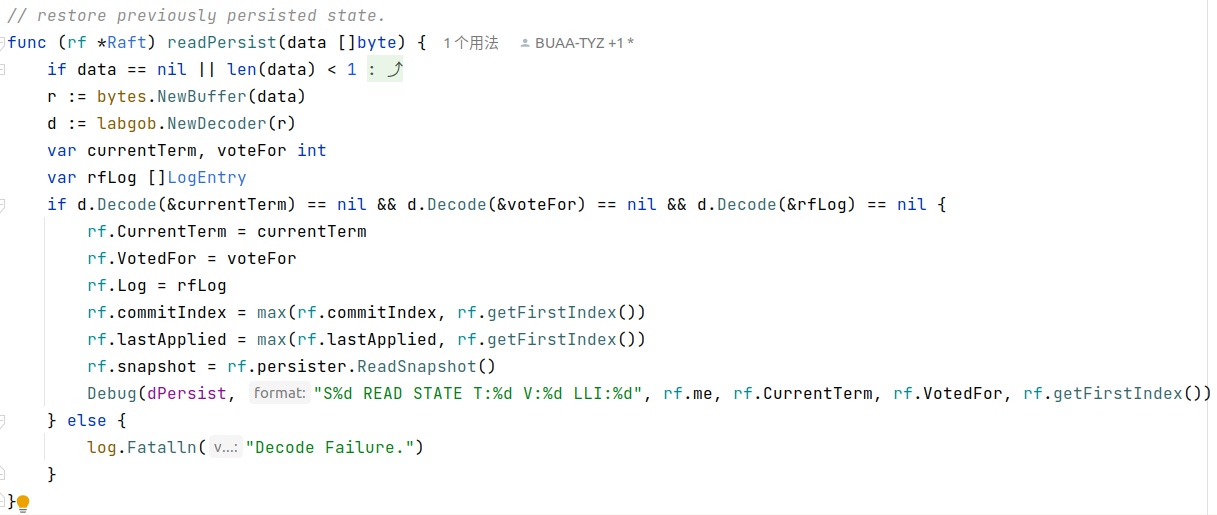 // restore previously persisted state.
func (rf *Raft) readPersist(data []byte) {  1个用法  BUAA-TYZ +1 *
    if data == nil || len(data) < 1 : ⤴
    r := bytes.NewBuffer(data)
    d := labgob.NewDecoder(r)
    var currentTerm, voteFor int
    var rfLog []LogEntry
    if d.Decode(&currentTerm) == nil && d.Decode(&voteFor) == nil && d.Decode(&rfLog) == nil {
        rf.CurrentTerm = currentTerm
        rf.VotedFor = voteFor
        rf.Log = rfLog
        rf.commitIndex = max(rf.commitIndex, rf.getFirstIndex())
        rf.lastApplied = max(rf.lastApplied, rf.getFirstIndex())
        rf.snapshot = rf.persister.ReadSnapshot()
        Debug(dPersist, format: "S%d READ STATE T:%d V:%d LLI:%d", rf.me, rf.CurrentTerm, rf.VotedFor, rf.getFirstIndex())
    } else {
        log.Fatalln( v...: "Decode Failure.")
    }
}